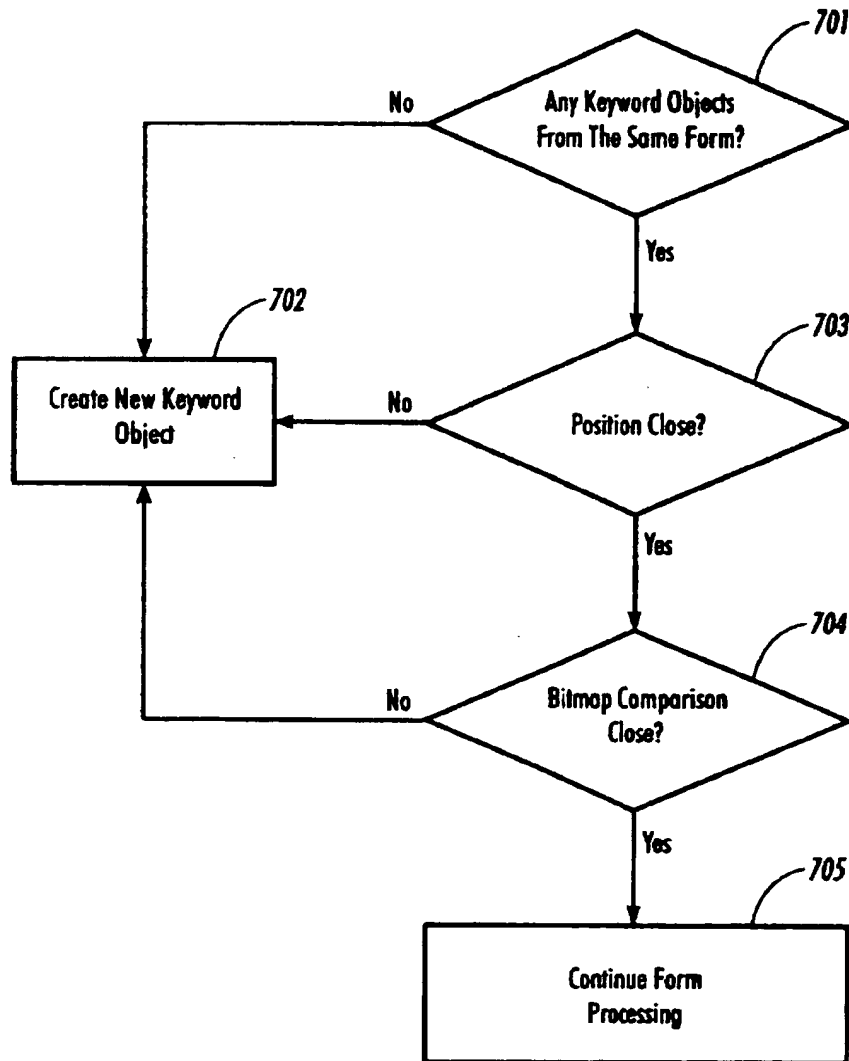 701
No
Any Keyword Objects
From The Same Form?
Yes
702
703
Create New Keyword
Object
No
Position Close?
Yes
704
No
Bitmap Comparison
Close?
Yes
705
Continue Form
Processing